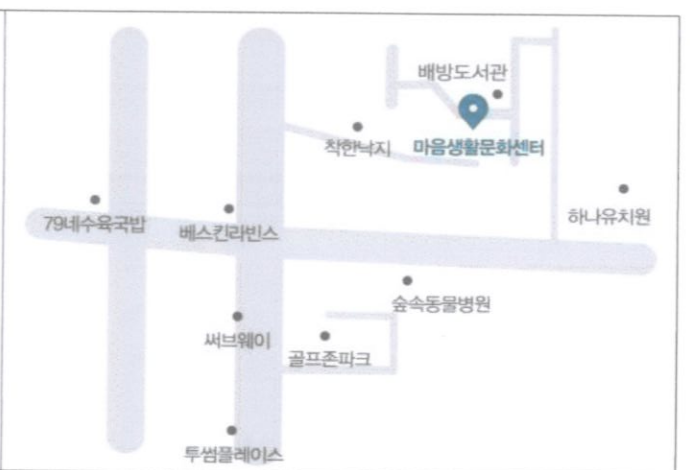 배방도서관
착한낙지
마음생활문화센터
79네수육국밥
베스킨라빈스
하나유치원
숲속동물병원
써브웨이
골프존파크
투썸플레이스